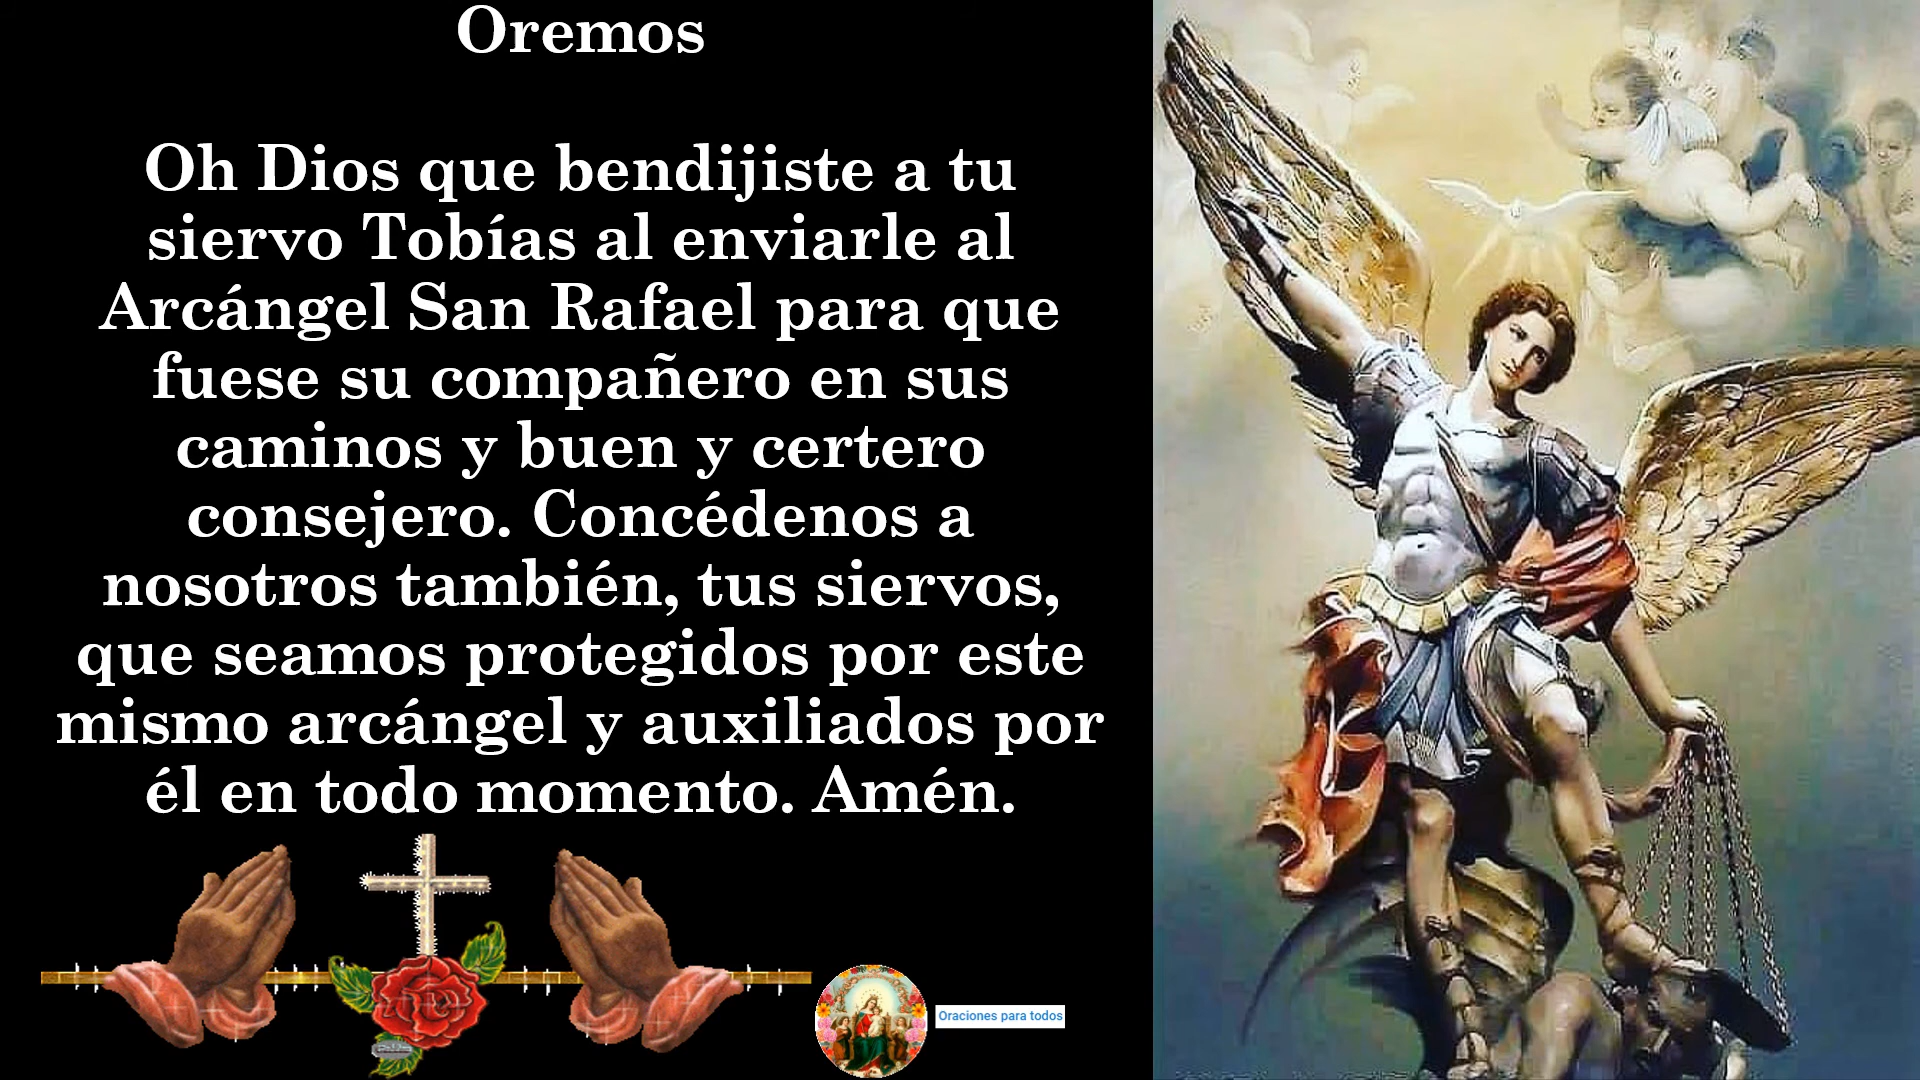 Oremos
Oh Dios que bendijiste a tu
siervo Tobías al enviarle al
Arcángel San Rafael para que
fuese su compañero en sus
caminos y buen y certero
consejero. Concédenos a
nosotros también, tus siervos,
que seamos protegidos por este
mismo arcángel y auxiliados por
él en todo momento. Amén.
Oraciones para todos